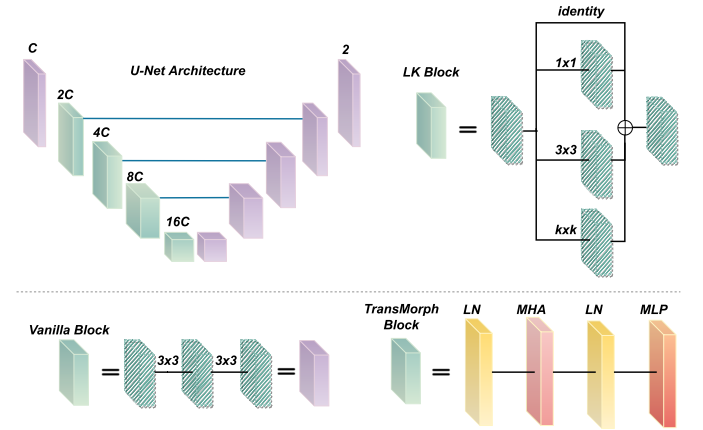 identity
C
U-Net Architecture
2
1x1
LK Block
2C
4C
3x3
8C
16C
kxk
TransMorph
Block
LN
MHA
LN
MLP
Vanilla Block
3x3
3x3